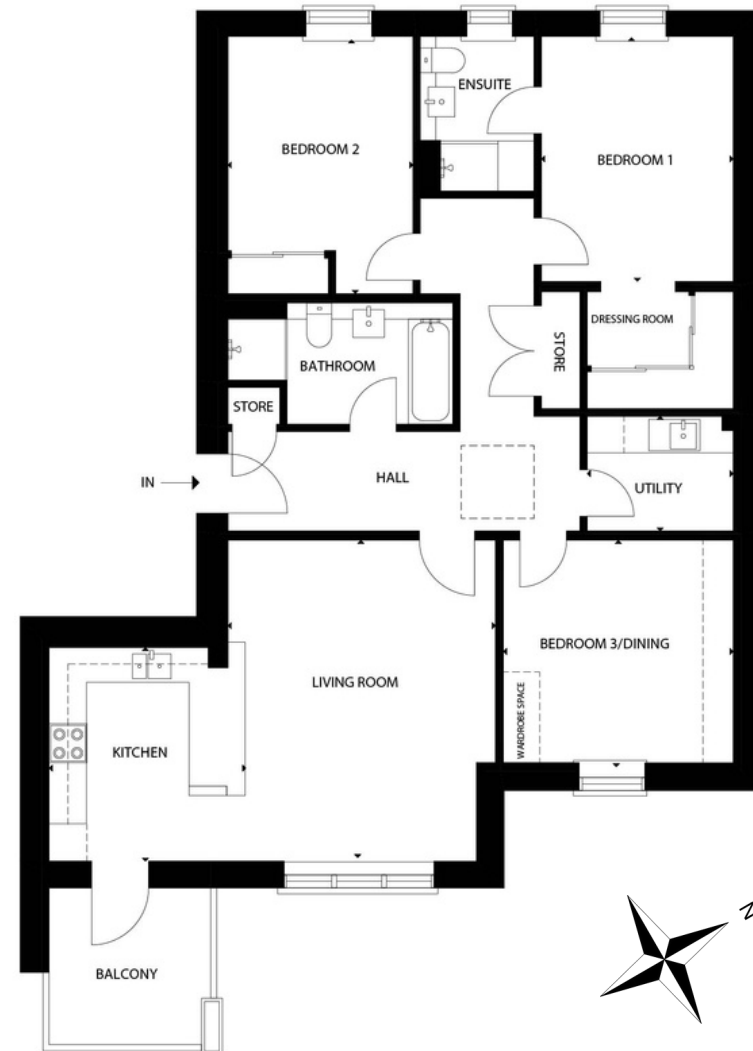 ENSUITE
BEDROOM 2
BEDROOM 1
DRESSING ROOM
STORE
BATHROOM
STORE
IN
HALL
UTILITY
BEDROOM 3/DINING
LIVING ROOM
WARDROBE SPACE
KITCHEN
N
BALCONY